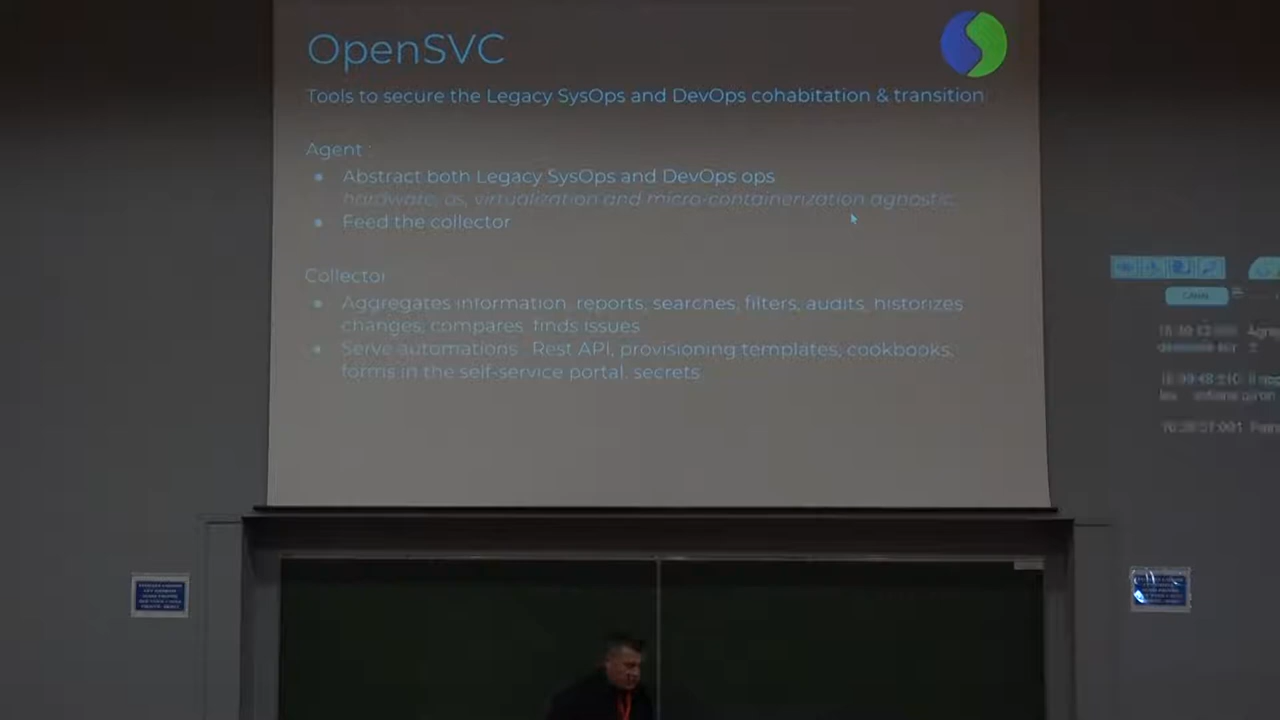 OpenSVC
Tools to secure the Legacy SysOps and DevOps cohabitation & transition
Agent :
• Abstract both Legacy SysOps and DevOps ops
hardware, os, virtualization and micro-containerization agnostic.
• Feed the collector
Collector
• Aggregates information, reports, searches, filters, audits, historizes
changes, compares, finds issues
• Serve automations : Rest API, provisioning templates, cookbooks,
forms in the self-service portal, secrets
CANAL